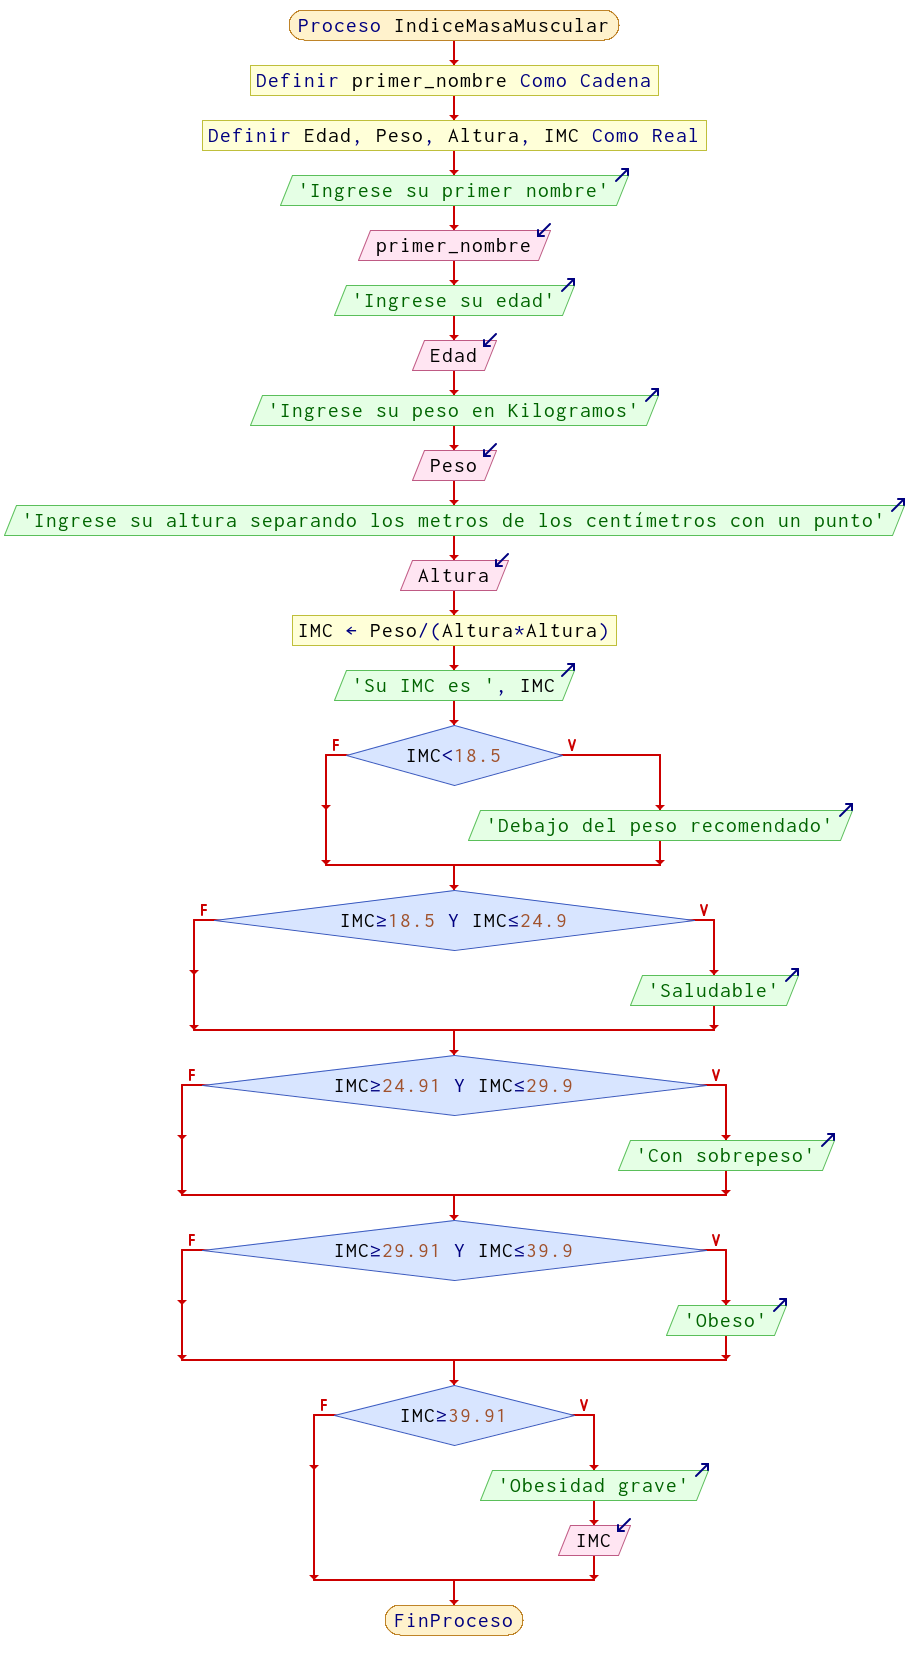 Proceso IndiceMasaMuscular
Definir primer_nombre Como Cadena
Definir Edad, Peso, Altura, IMC Como Real
'Ingrese su primer nombre'
primer_nombre
'Ingrese su edad'
Edad
'Ingrese su peso en Kilogramos'
Peso
'Ingrese su altura separando los metros de los centímetros con un punto'
Altura
IMC ← Peso/(Altura*Altura)
'Su IMC es ', IMC
F V
IMC<18.5
'Debajo del peso recomendado'
F V
IMC≥18.5 Y IMC≤24.9
'Saludable'
F V
IMC≥24.91 Y IMC≤29.9
'Con sobrepeso'
F V
IMC≥29.91 Y IMC≤39.9
'Obeso'
F V
IMC≥39.91
'Obesidad grave'
IMC
FinProceso